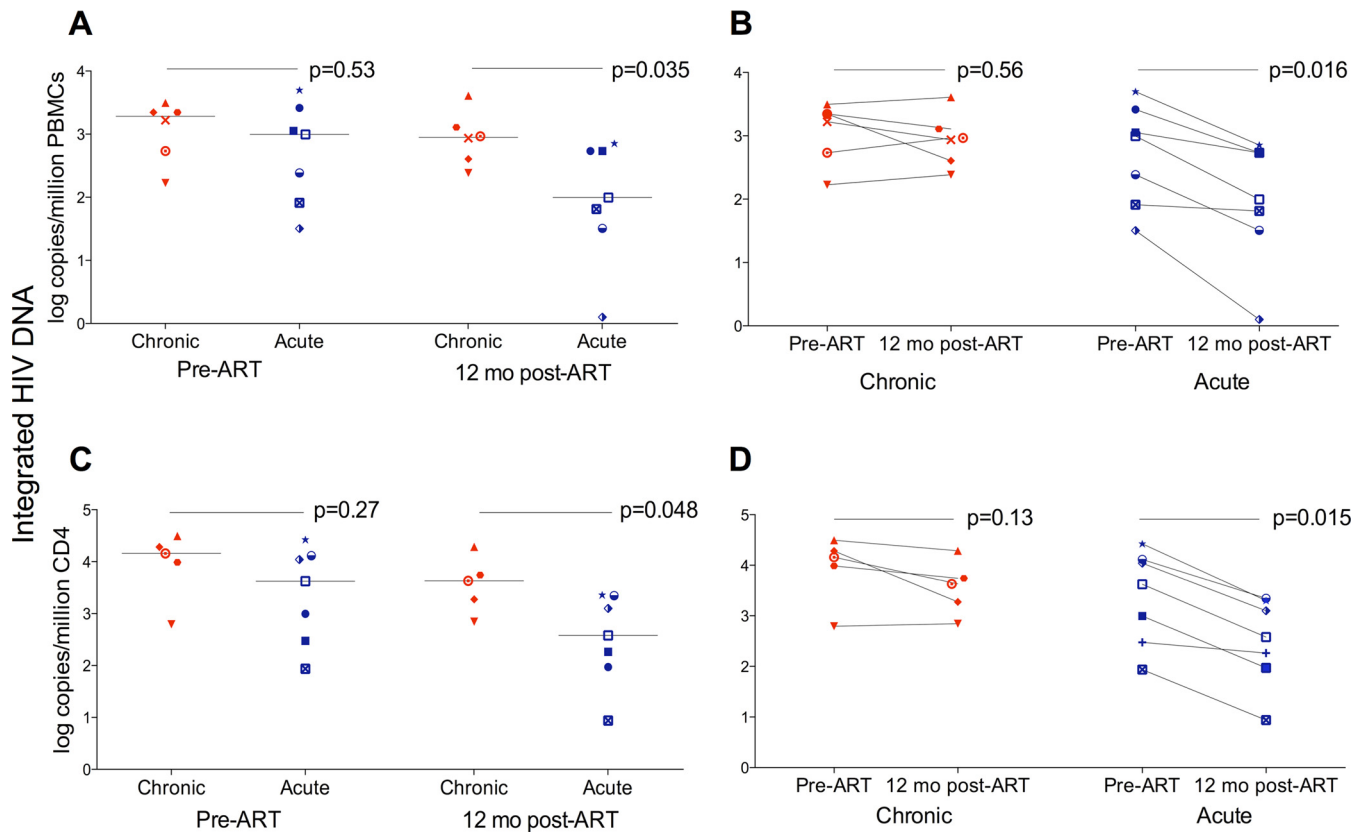 A
p=0.53
p=0.035
4
3
2
1
0
log copies/million PBMCs
Chronic
Acute
Chronic
Acute
Pre-ART
12 mo post-ART
B
p=0.56
p=0.016
4
3
2
1
0
Pre-ART
12 mo post-ART
Pre-ART
12 mo post-ART
Chronic
Acute
Integrated HIV DNA
C
p=0.27
p=0.048
5
4
3
2
1
0
log copies/million CD4
Chronic
Acute
Chronic
Acute
Pre-ART
12 mo post-ART
D
p=0.13
p=0.015
5
4
3
2
1
0
Pre-ART
12 mo post-ART
Pre-ART
12 mo post-ART
Chronic
Acute